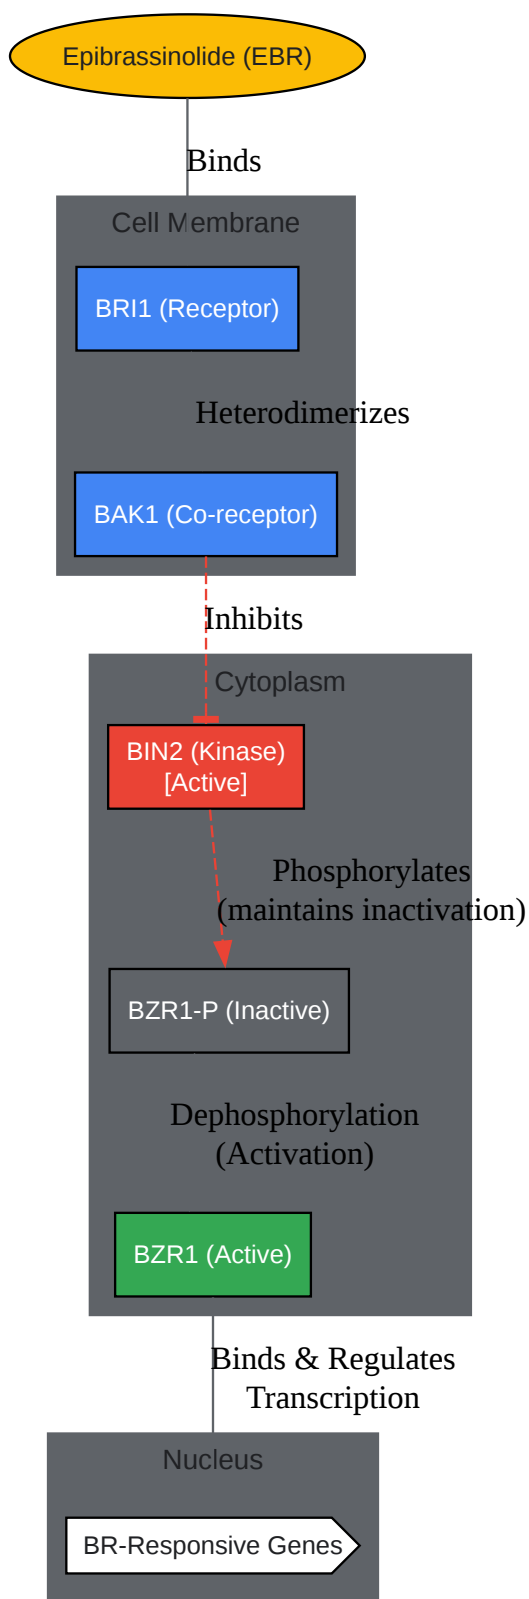 Epibrassinolide (EBR)
Binds
Cell Membrane
BRI1 (Receptor)
Heterodimerizes
BAK1 (Co-receptor)
Inhibits
Cytoplasm
BIN2 (Kinase)
[Active]
Phosphorylates
(maintains inactivation)
BZR1-P (Inactive)
Dephosphorylation
(Activation)
BZR1 (Active)
Binds & Regulates
Transcription
Nucleus
BR-Responsive Genes